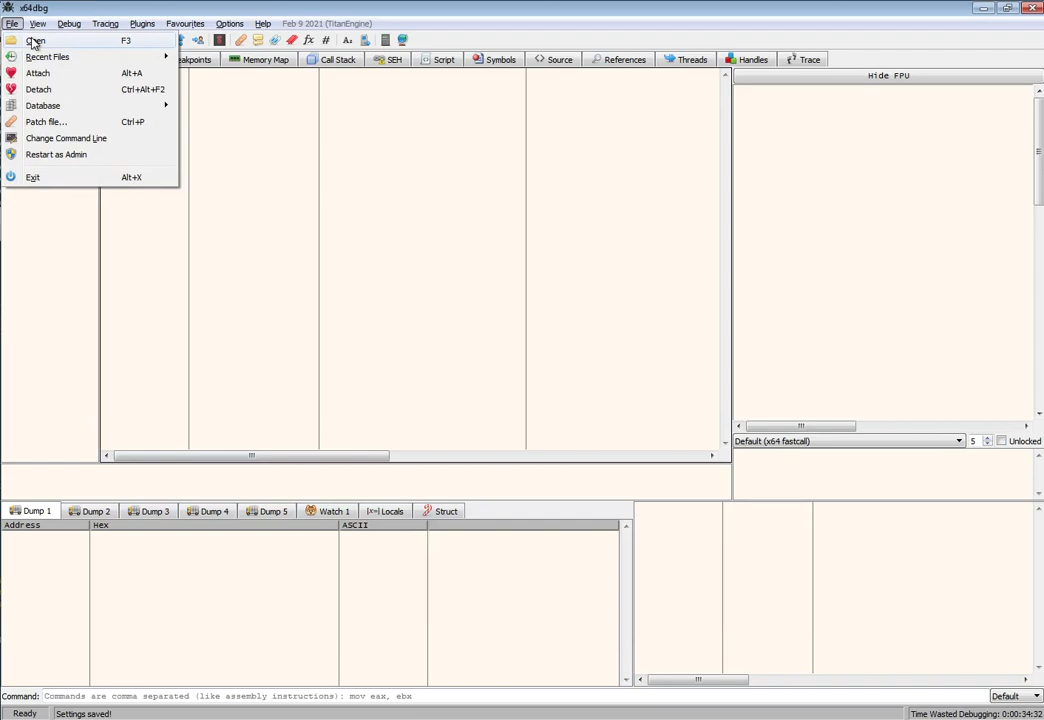 x64dbg
File View Debug Tracing Plugins Favourites Options Help Feb 9 2021 (TitanEngine)
Open F3
Recent Files
Attach Alt+A
Detach Ctrl+Alt+F2
Database
Patch file... Ctrl+P
Change Command Line
Restart as Admin
Exit Alt+X
fx # A2
Memory Map Call Stack SEH Script Symbols <> Source References Threads Handles Trace
Hide FPU
Default (x64 fastcall) 5 Unlocked
Dump 1 Dump 2 Dump 3 Dump 4 Dump 5 Watch 1 [x=] Locals Struct
Address Hex ASCII
Command: Commands are comma separated (like assembly instructions): mov eax, ebx Default
Ready Settings saved! Time Wasted Debugging: 0:00:34:32